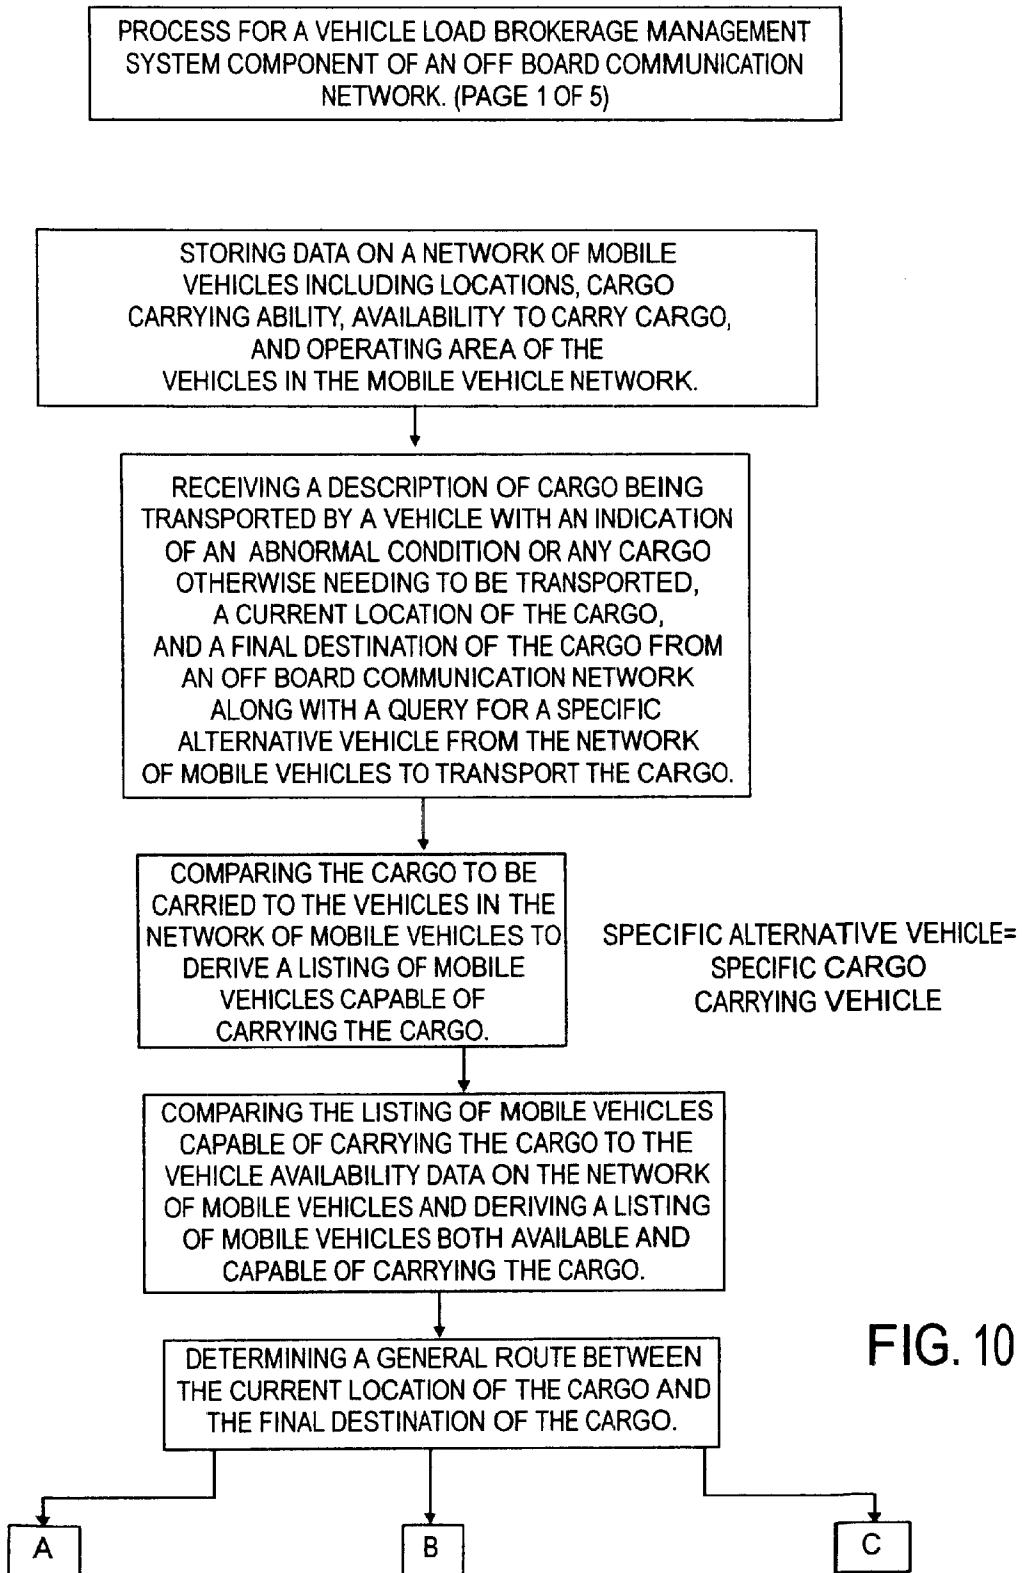 PROCESS FOR A VEHICLE LOAD BROKERAGE MANAGEMENT
SYSTEM COMPONENT OF AN OFF BOARD COMMUNICATION
NETWORK. (PAGE 1 OF 5)
STORING DATA ON A NETWORK OF MOBILE
VEHICLES INCLUDING LOCATIONS, CARGO
CARRYING ABILITY, AVAILABILITY TO CARRY CARGO,
AND OPERATING AREA OF THE
VEHICLES IN THE MOBILE VEHICLE NETWORK.
RECEIVING A DESCRIPTION OF CARGO BEING
TRANSPORTED BY A VEHICLE WITH AN INDICATION
OF AN ABNORMAL CONDITION OR ANY CARGO
OTHERWISE NEEDING TO BE TRANSPORTED,
A CURRENT LOCATION OF THE CARGO,
AND A FINAL DESTINATION OF THE CARGO FROM
AN OFF BOARD COMMUNICATION NETWORK
ALONG WITH A QUERY FOR A SPECIFIC
ALTERNATIVE VEHICLE FROM THE NETWORK
OF MOBILE VEHICLES TO TRANSPORT THE CARGO.
COMPARING THE CARGO TO BE
CARRIED TO THE VEHICLES IN THE
NETWORK OF MOBILE VEHICLES TO
DERIVE A LISTING OF MOBILE
VEHICLES CAPABLE OF
CARRYING THE CARGO.
SPECIFIC ALTERNATIVE VEHICLE=
SPECIFIC CARGO
CARRYING VEHICLE
COMPARING THE LISTING OF MOBILE VEHICLES
CAPABLE OF CARRYING THE CARGO TO THE
VEHICLE AVAILABILITY DATA ON THE NETWORK
OF MOBILE VEHICLES AND DERIVING A LISTING
OF MOBILE VEHICLES BOTH AVAILABLE AND
CAPABLE OF CARRYING THE CARGO.
DETERMINING A GENERAL ROUTE BETWEEN
THE CURRENT LOCATION OF THE CARGO AND
THE FINAL DESTINATION OF THE CARGO.
FIG. 10
A
B
C